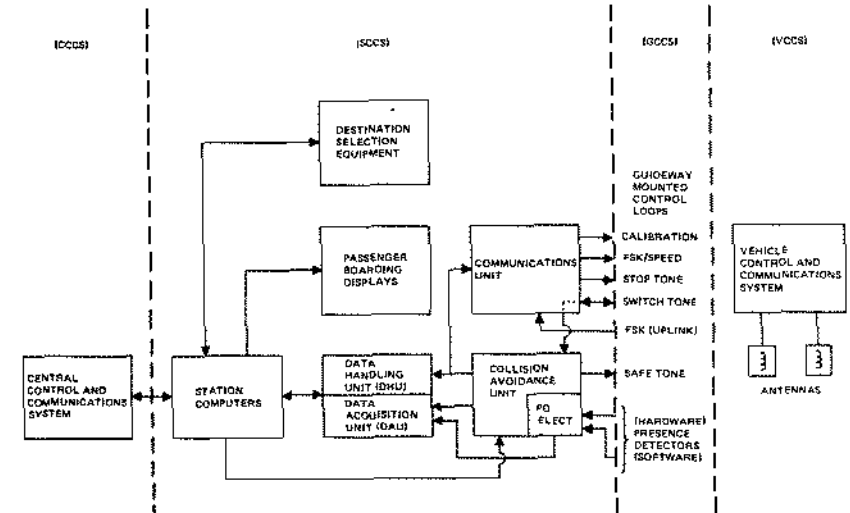 (CCCS)
(SCCS)
(GCCS)
(VCCS)
DESTINATION
SELECTION
EQUIPMENT
GUIDEWAY
MOUNTED
CONTROL
LOOPS
PASSENGER
BOARDING
DISPLAYS
COMMUNICATIONS
UNIT
CALIBRATION
FSK/SPEED
STOP TONE
SWITCH TONE
FSK (UPLINK)
VEHICLE
CONTROL AND
COMMUNICATIONS
SYSTEM
ANTENNAS
CENTRAL
CONTROL AND
COMMUNICATIONS
SYSTEM
STATION
COMPUTERS
DATA
HANDLING
UNIT (DHU)
DATA
ACQUISITION
UNIT (DAU)
COLLISION
AVOIDANCE
UNIT
PD
ELECT
SAFE TONE
(HARDWARE)
PRESENCE
DETECTORS
(SOFTWARE)